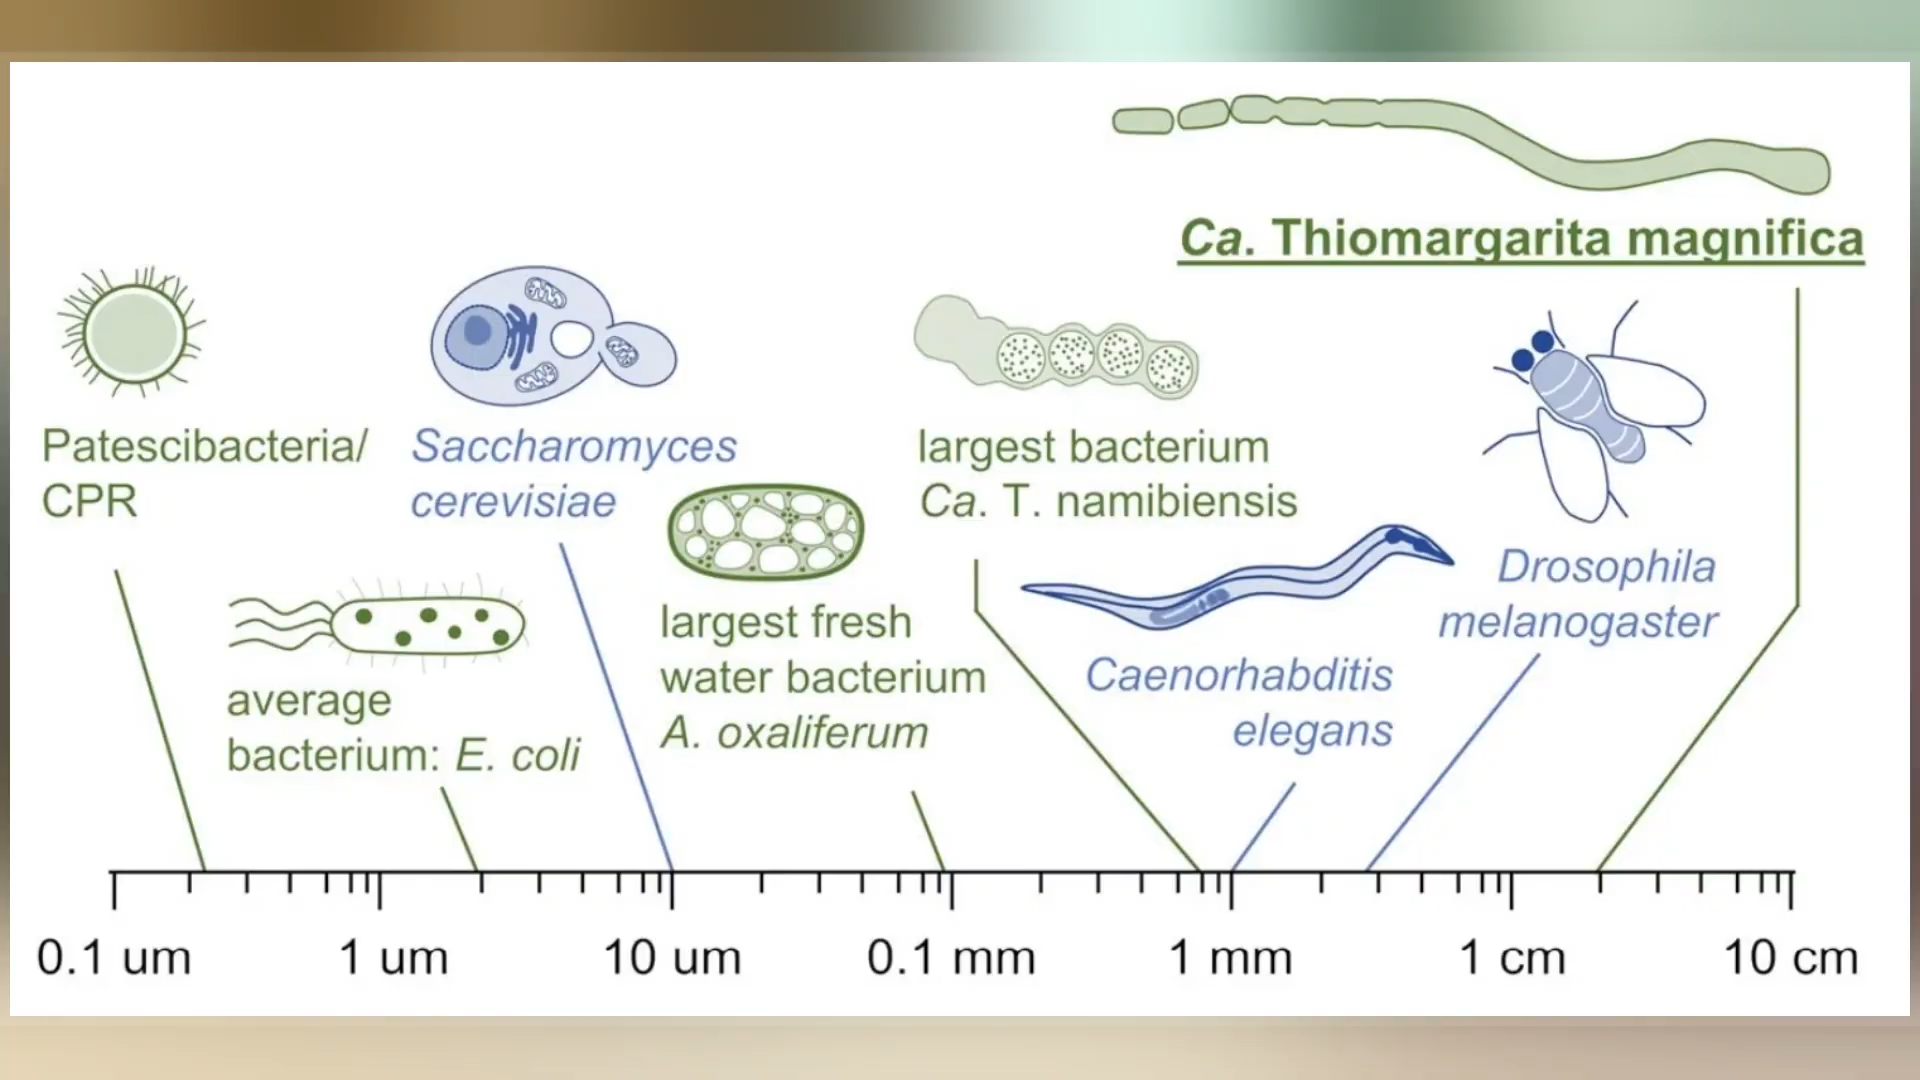 Ca. Thiomargarita magnifica
Patescibacteria/
CPR
Saccharomyces
cerevisiae
largest bacterium
Ca. T. namibiensis
Drosophila
melanogaster
average
bacterium: E. coli
largest fresh
water bacterium
A. oxaliferum
Caenorhabditis
elegans
0.1 um 1 um 10 um 0.1 mm 1 mm 1 cm 10 cm